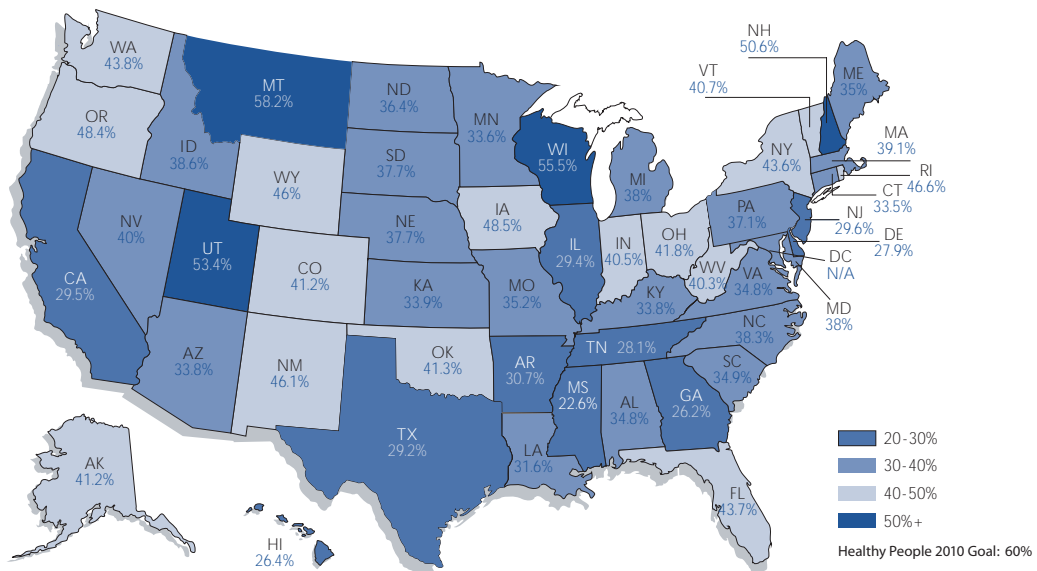 WA
43.8%
OR
48.4%
CA
29.5%
NV
40%
ID
38.6%
MT
58.2%
WY
46%
UT
53.4%
CO
41.2%
AZ
33.8%
NM
46.1%
ND
36.4%
SD
37.7%
NE
37.7%
KA
33.9%
OK
41.3%
TX
29.2%
MN
33.6%
IA
48.5%
MO
35.2%
AR
30.7%
LA
31.6%
WI
55.5%
IL
29.4%
MI
38%
IN
40.5%
OH
41.8%
KY
33.8%
TN 28.1%
MS
22.6%
AL
34.8%
GA
26.2%
FL
43.7%
SC
34.9%
NC
38.3%
VA
34.8%
WV
40.3%
PA
37.1%
NY
43.6%
VT
40.7%
NH
50.6%
ME
35%
MA
39.1%
RI
46.6%
CT
33.5%
NJ
29.6%
DE
27.9%
DC
N/A
MD
38%
AK
41.2%
HI
26.4%
20-30%
30-40%
40-50%
50%+
Healthy People 2010 Goal: 60%